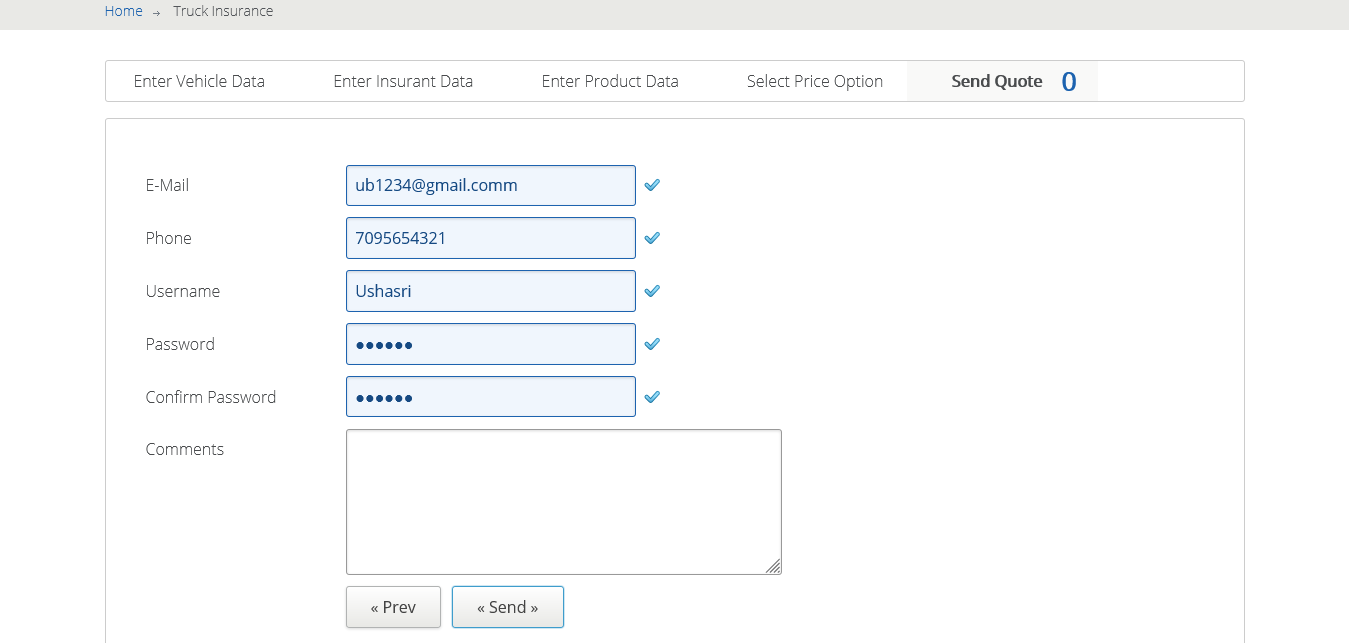 Home → Truck Insurance
Enter Vehicle Data Enter Insurant Data Enter Product Data Select Price Option Send Quote 0
E-Mail ub1234@gmail.comm
Phone 7095654321
Username Ushasri
Password ●●●●●●
Confirm Password ●●●●●●
Comments
« Prev « Send »